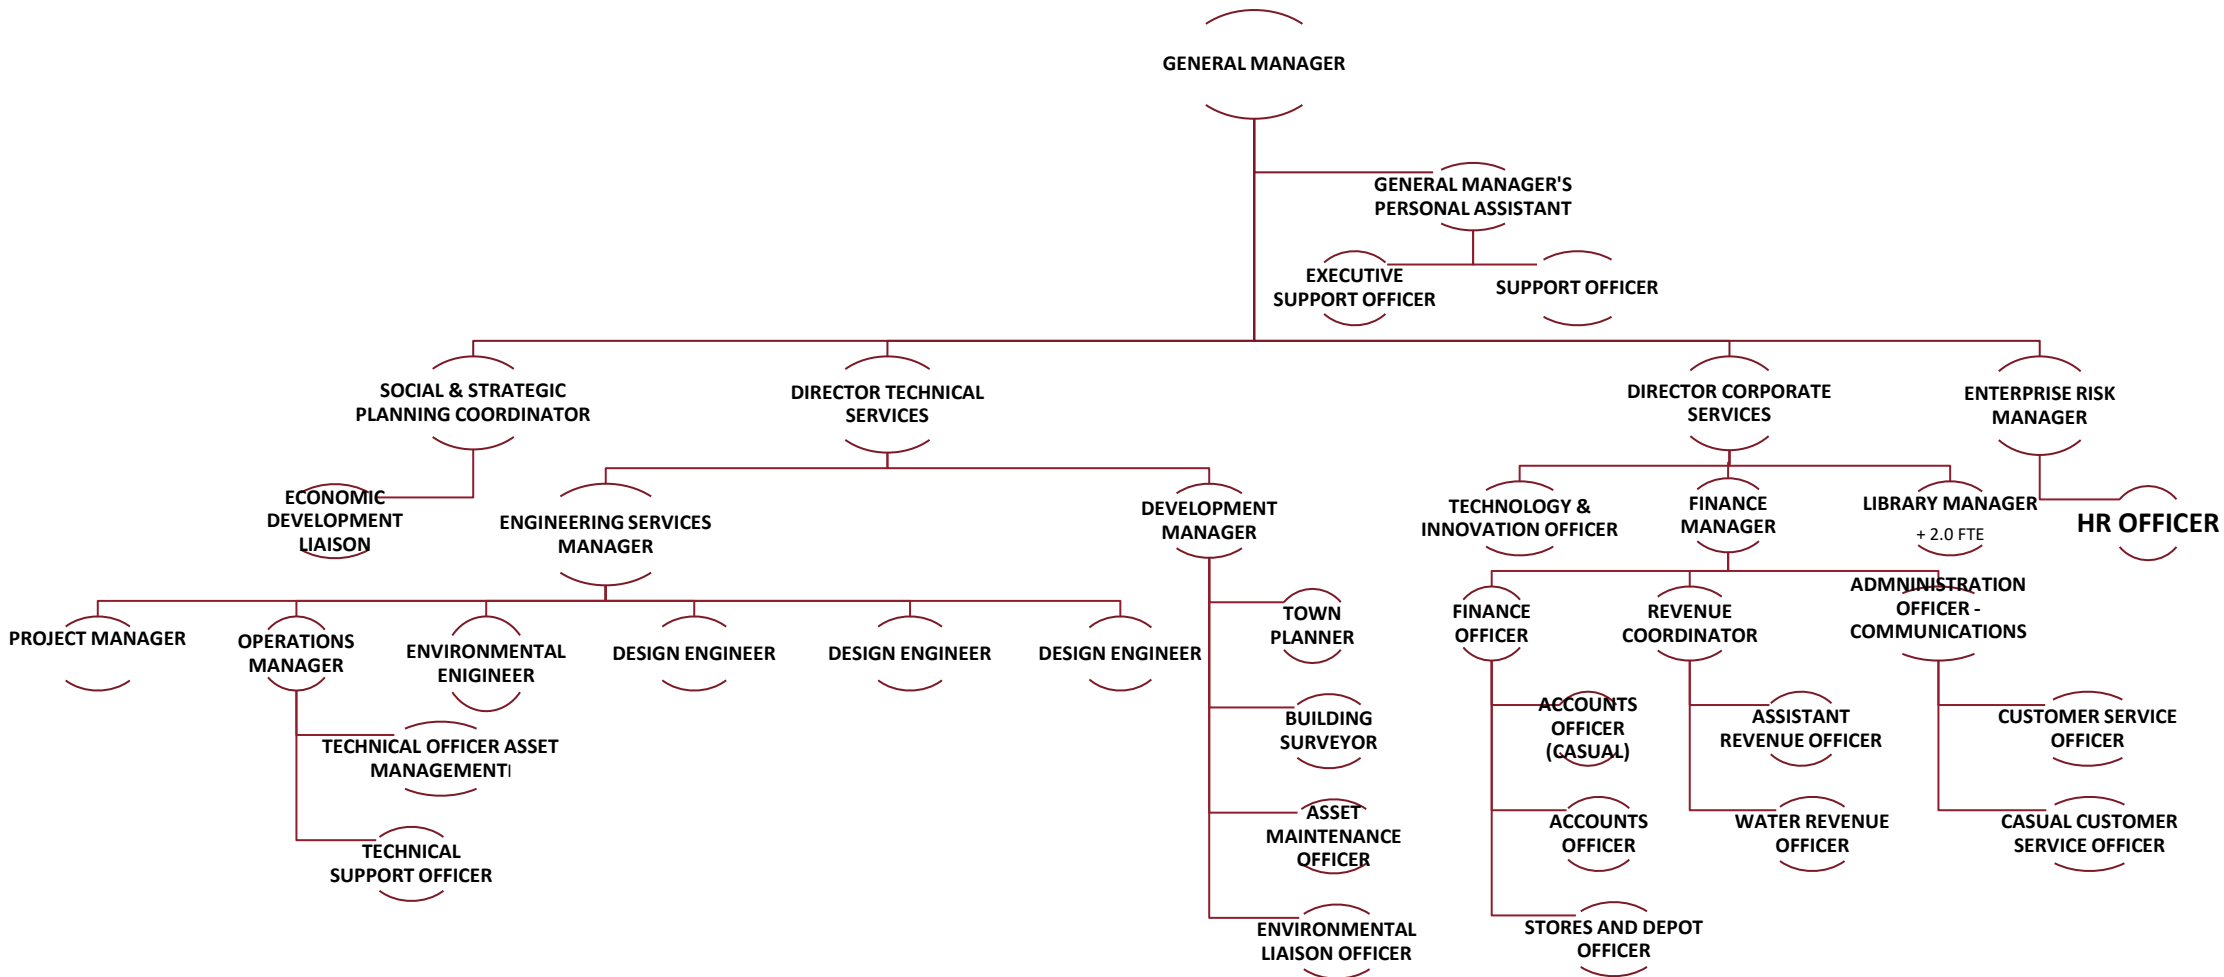 GENERAL MANAGER
GENERAL MANAGER'S
PERSONAL ASSISTANT
EXECUTIVE
SUPPORT OFFICER
SUPPORT OFFICER
SOCIAL & STRATEGIC
PLANNING COORDINATOR
DIRECTOR TECHNICAL
SERVICES
DIRECTOR CORPORATE
SERVICES
ENTERPRISE RISK
MANAGER
ECONOMIC
DEVELOPMENT
LIAISON
ENGINEERING SERVICES
MANAGER
DEVELOPMENT
MANAGER
TECHNOLOGY &
INNOVATION OFFICER
FINANCE
MANAGER
LIBRARY MANAGER
+ 2.0 FTE
HR OFFICER
PROJECT MANAGER
OPERATIONS
MANAGER
ENVIRONMENTAL
ENIGINEER
DESIGN ENGINEER
DESIGN ENGINEER
DESIGN ENGINEER
TOWN
PLANNER
FINANCE
OFFICER
REVENUE
COORDINATOR
ADMNINISTRATION
OFFICER -
COMMUNICATIONS
TECHNICAL OFFICER ASSET
MANAGEMENT
BUILDING
SURVEYOR
ACCOUNTS
OFFICER
(CASUAL)
ASSISTANT
REVENUE OFFICER
CUSTOMER SERVICE
OFFICER
TECHNICAL
SUPPORT OFFICER
ASSET
MAINTENANCE
OFFICER
ACCOUNTS
OFFICER
WATER REVENUE
OFFICER
CASUAL CUSTOMER
SERVICE OFFICER
ENVIRONMENTAL
LIAISON OFFICER
STORES AND DEPOT
OFFICER